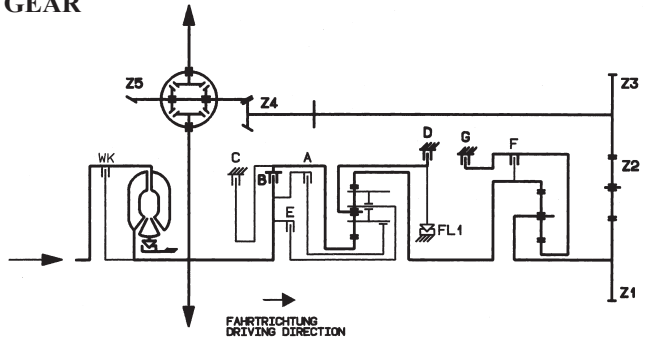 GEAR
Z5
Z4
Z3
WK
C
B
A
E
D
G
F
Z2
FL1
Z1
FAHRTRICHTUNG
DRIVING DIRECTION